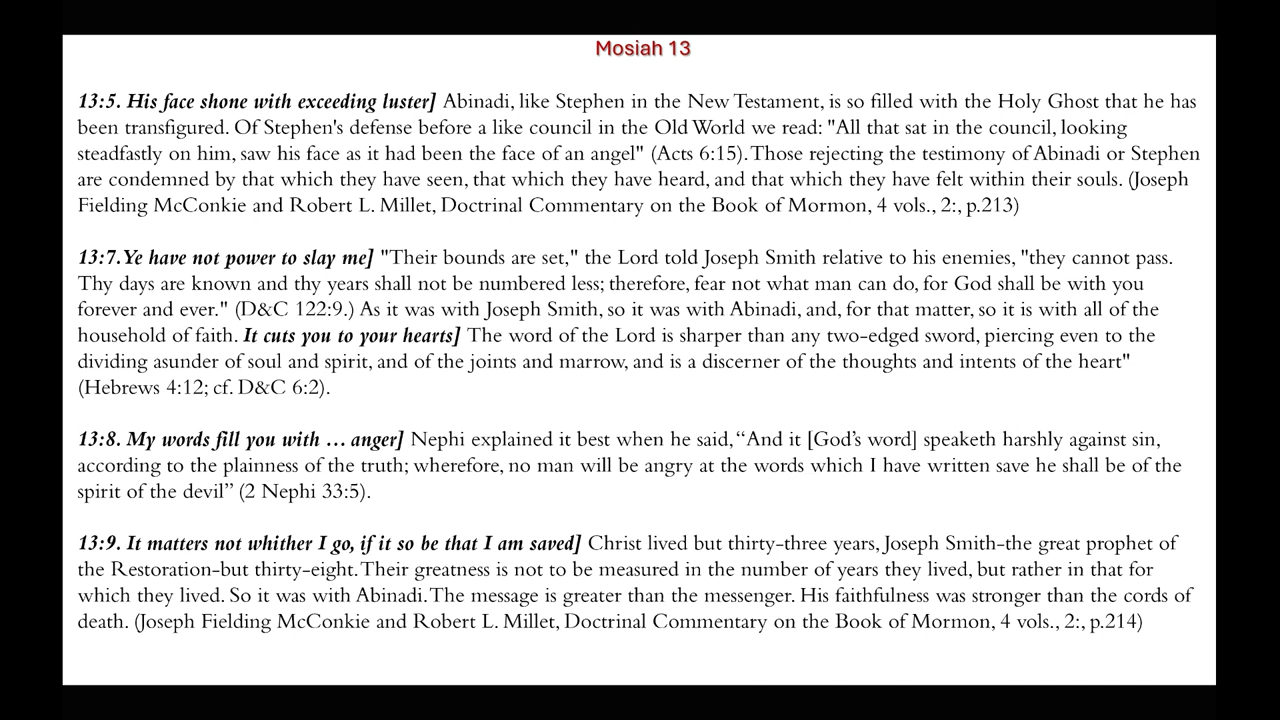 Mosiah 13
13:5. His face shone with exceeding luster] Abinadi, like Stephen in the New Testament, is so filled with the Holy Ghost that he has
been transfigured. Of Stephen's defense before a like council in the Old World we read: "All that sat in the council, looking
steadfastly on him, saw his face as it had been the face of an angel" (Acts 6:15). Those rejecting the testimony of Abinadi or Stephen
are condemned by that which they have seen, that which they have heard, and that which they have felt within their souls. (Joseph
Fielding McConkie and Robert L. Millet, Doctrinal Commentary on the Book of Mormon, 4 vols., 2:, p.213)
13:7. Ye have not power to slay me] "Their bounds are set," the Lord told Joseph Smith relative to his enemies, "they cannot pass.
Thy days are known and thy years shall not be numbered less; therefore, fear not what man can do, for God shall be with you
forever and ever." (D&C 122:9.) As it was with Joseph Smith, so it was with Abinadi, and, for that matter, so it is with all of the
household of faith. It cuts you to your hearts] The word of the Lord is sharper than any two-edged sword, piercing even to the
dividing asunder of soul and spirit, and of the joints and marrow, and is a discerner of the thoughts and intents of the heart"
(Hebrews 4:12; cf. D&C 6:2).
13:8. My words fill you with … anger] Nephi explained it best when he said, “And it [God’s word] speaketh harshly against sin,
according to the plainness of the truth; wherefore, no man will be angry at the words which I have written save he shall be of the
spirit of the devil” (2 Nephi 33:5).
13:9. It matters not whither I go, if it so be that I am saved] Christ lived but thirty-three years, Joseph Smith-the great prophet of
the Restoration-but thirty-eight. Their greatness is not to be measured in the number of years they lived, but rather in that for
which they lived. So it was with Abinadi. The message is greater than the messenger. His faithfulness was stronger than the cords of
death. (Joseph Fielding McConkie and Robert L. Millet, Doctrinal Commentary on the Book of Mormon, 4 vols., 2:, p.214)